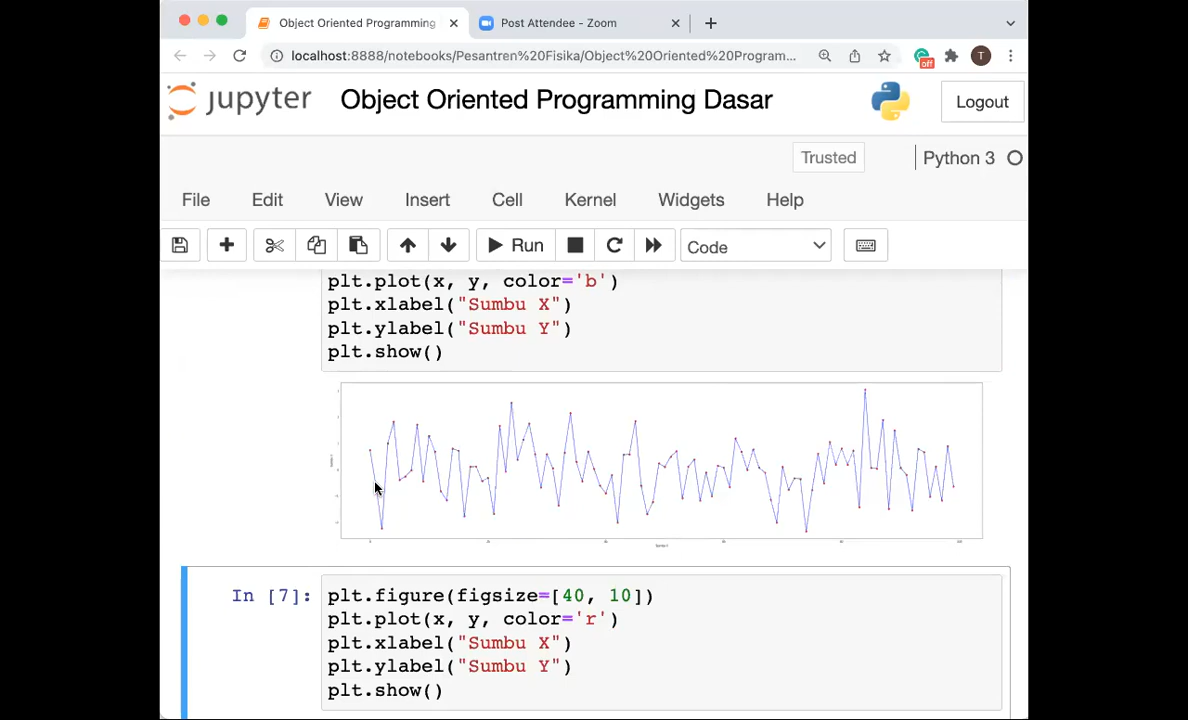 Object Oriented Programming
Post Attendee - Zoom
localhost:8888/notebooks/Pesantren%20Fisika/Object%20Oriented%20Program...
off
T
jupyter
Object Oriented Programming Dasar
Logout
Trusted
Python 3
File Edit View Insert Cell Kernel Widgets Help
Run
Code
plt.plot(x, y, color='b')
plt.xlabel("Sumbu X")
plt.ylabel("Sumbu Y")
plt.show()
In [7]:
plt.figure(figsize=[40, 10])
plt.plot(x, y, color='r')
plt.xlabel("Sumbu X")
plt.ylabel("Sumbu Y")
plt.show()